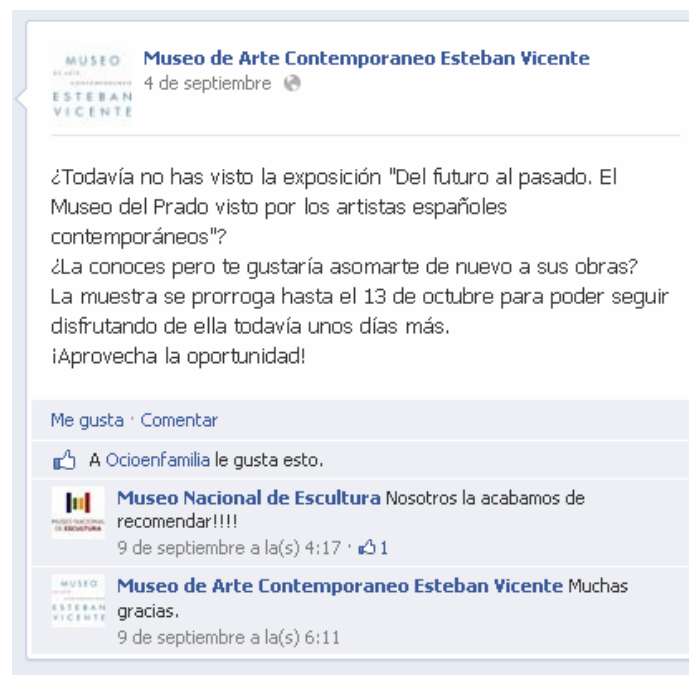 MUSEO
ESTEBAN
VICENTE
Museo de Arte Contemporaneo Esteban Vicente
4 de septiembre
¿Todavía no has visto la exposición "Del futuro al pasado. El
Museo del Prado visto por los artistas españoles
contemporáneos"?
¿La conoces pero te gustaría asomarte de nuevo a sus obras?
La muestra se prorroga hasta el 13 de octubre para poder seguir
disfrutando de ella todavía unos días más.
¡Aprovecha la oportunidad!
Me gusta · Comentar
A Ocioenfamilia le gusta esto.
MUSEO NACIONAL
DE ESCULTURA
Museo Nacional de Escultura Nosotros la acabamos de
recomendar!!!!
9 de septiembre a la(s) 4:17 · 1
MUSEO
ESTEBAN
VICENTE
Museo de Arte Contemporaneo Esteban Vicente Muchas
gracias.
9 de septiembre a la(s) 6:11